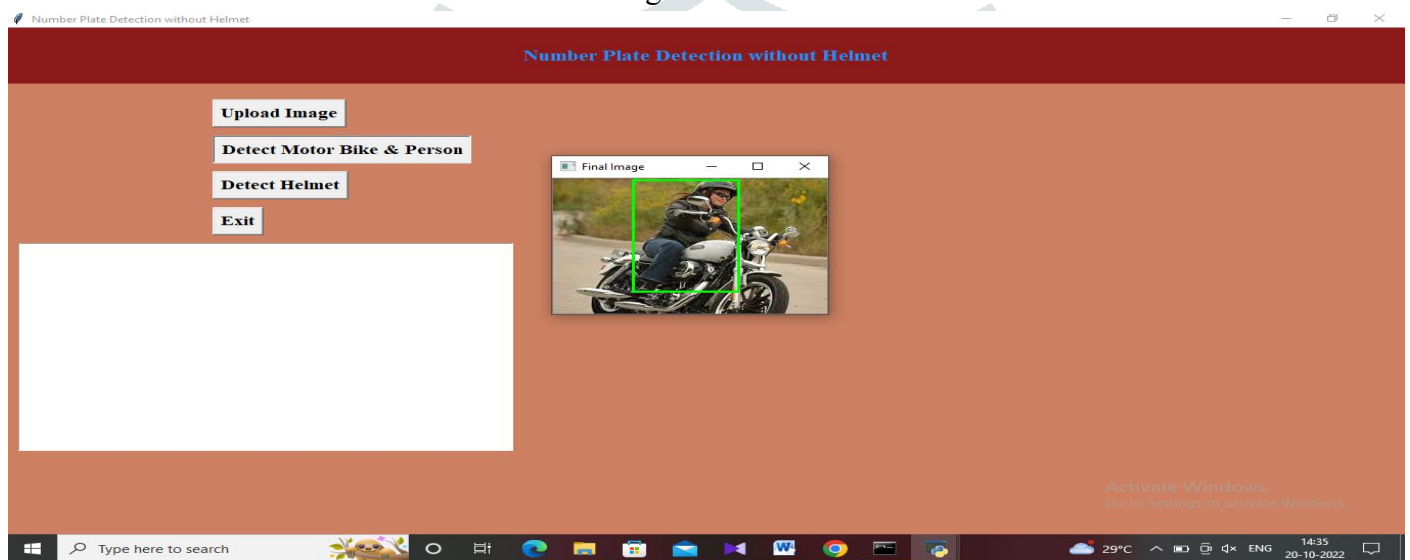 Number Plate Detection without Helmet
Number Plate Detection without Helmet
Upload Image
Detect Motor Bike & Person
Detect Helmet
Exit
Final Image
Activate Windows
Go to Settings to activate Windows.
Type here to search
29°C
ENG
14:35
20-10-2022